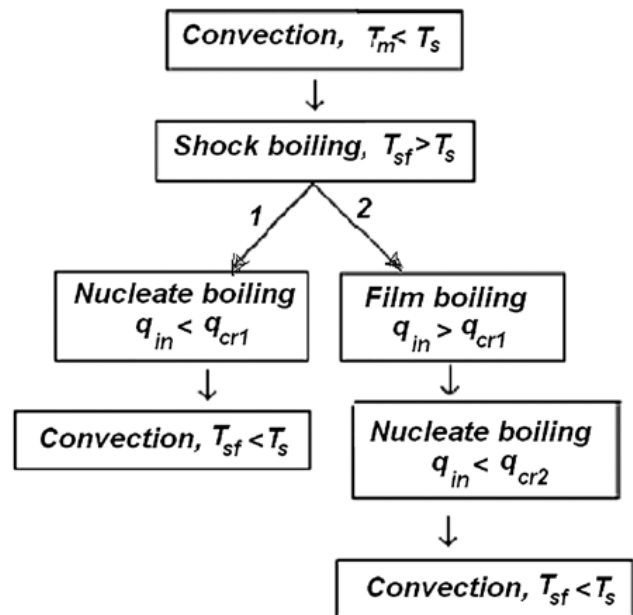 Convection, Tm < Ts
Shock boiling, Tsf > Ts
1
2
Nucleate boiling
qin < qcr1
Film boiling
qin > qcr1
Convection, Tsf < Ts
Nucleate boiling
qin < qcr2
Convection, Tsf < Ts